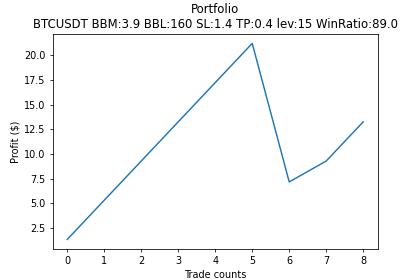 Portfolio
BTCUSDT BBM:3.9 BBL:160 SL:1.4 TP:0.4 lev:15 WinRatio:89.0
20.0
17.5
15.0
12.5
10.0
7.5
5.0
2.5
Profit ($)
0 1 2 3 4 5 6 7 8
Trade counts